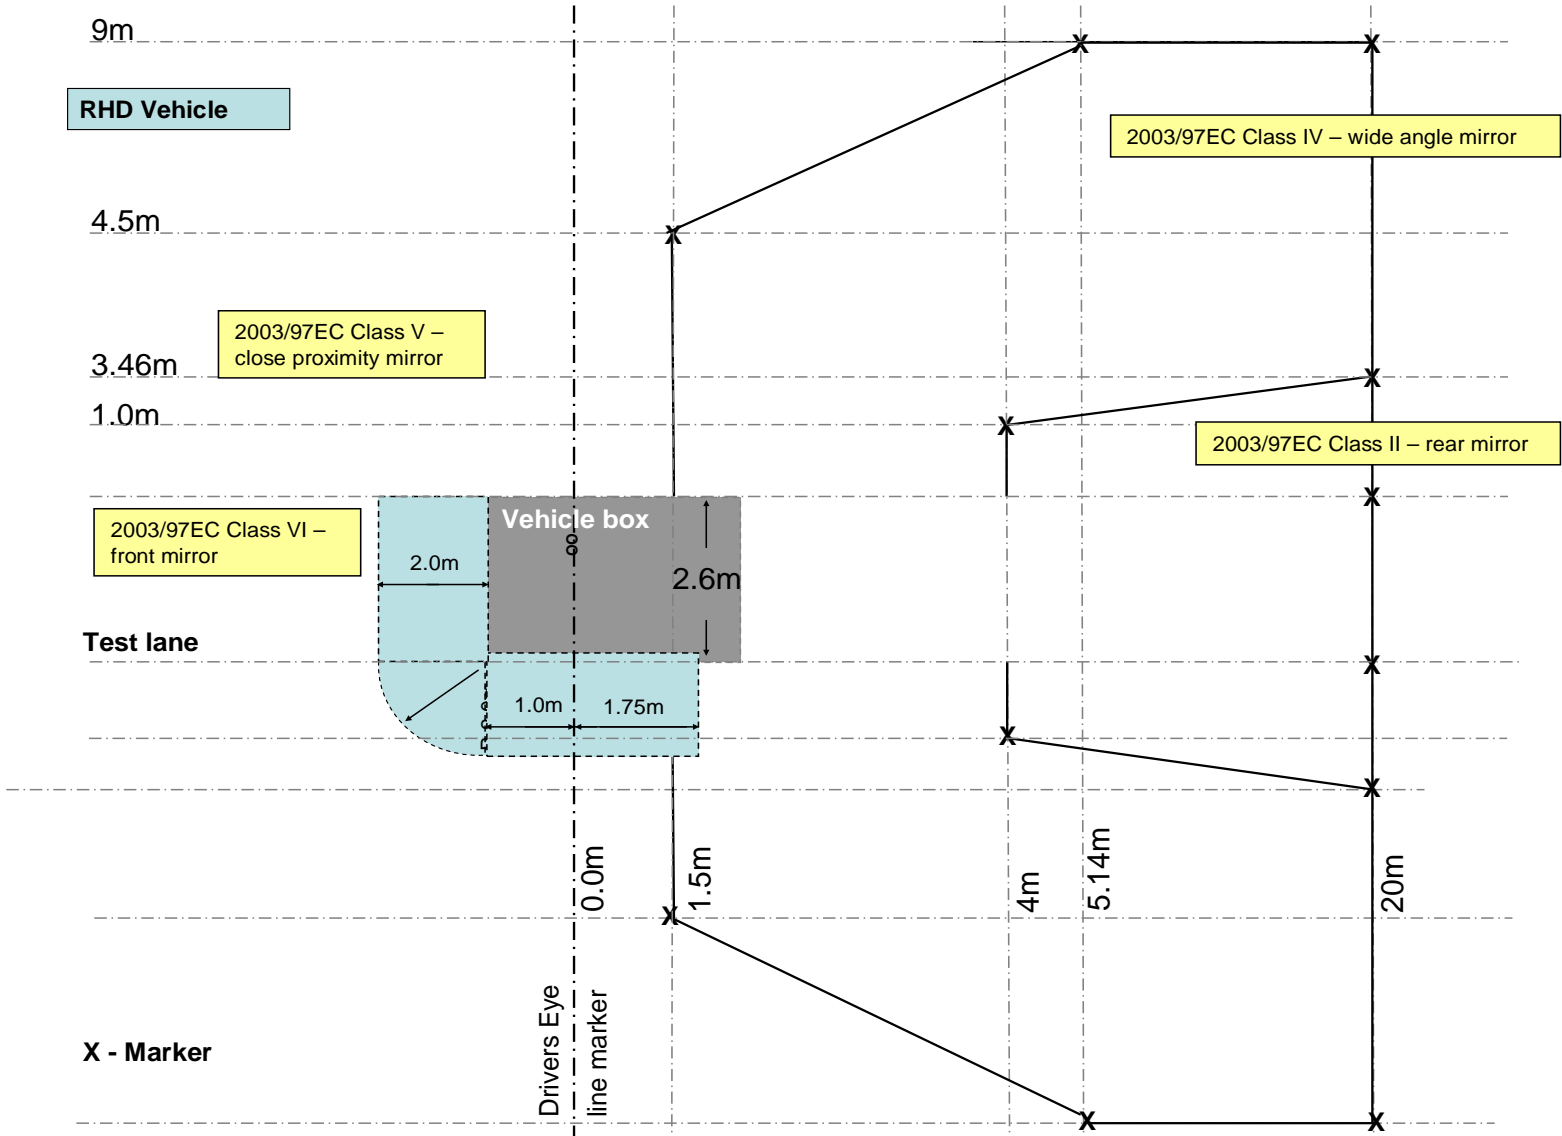 9m
RHD Vehicle
2003/97EC Class IV – wide angle mirror
4.5m
2003/97EC Class V –
close proximity mirror
3.46m
1.0m
2003/97EC Class II – rear mirror
Vehicle box
2003/97EC Class VI –
front mirror
2.0m
2.6m
Test lane
1.0m
1.75m
0.0m
1.5m
4m
5.14m
20m
Drivers Eye
line marker
X - Marker
X
X
X
X
X
X
X
X
X
X
X
X